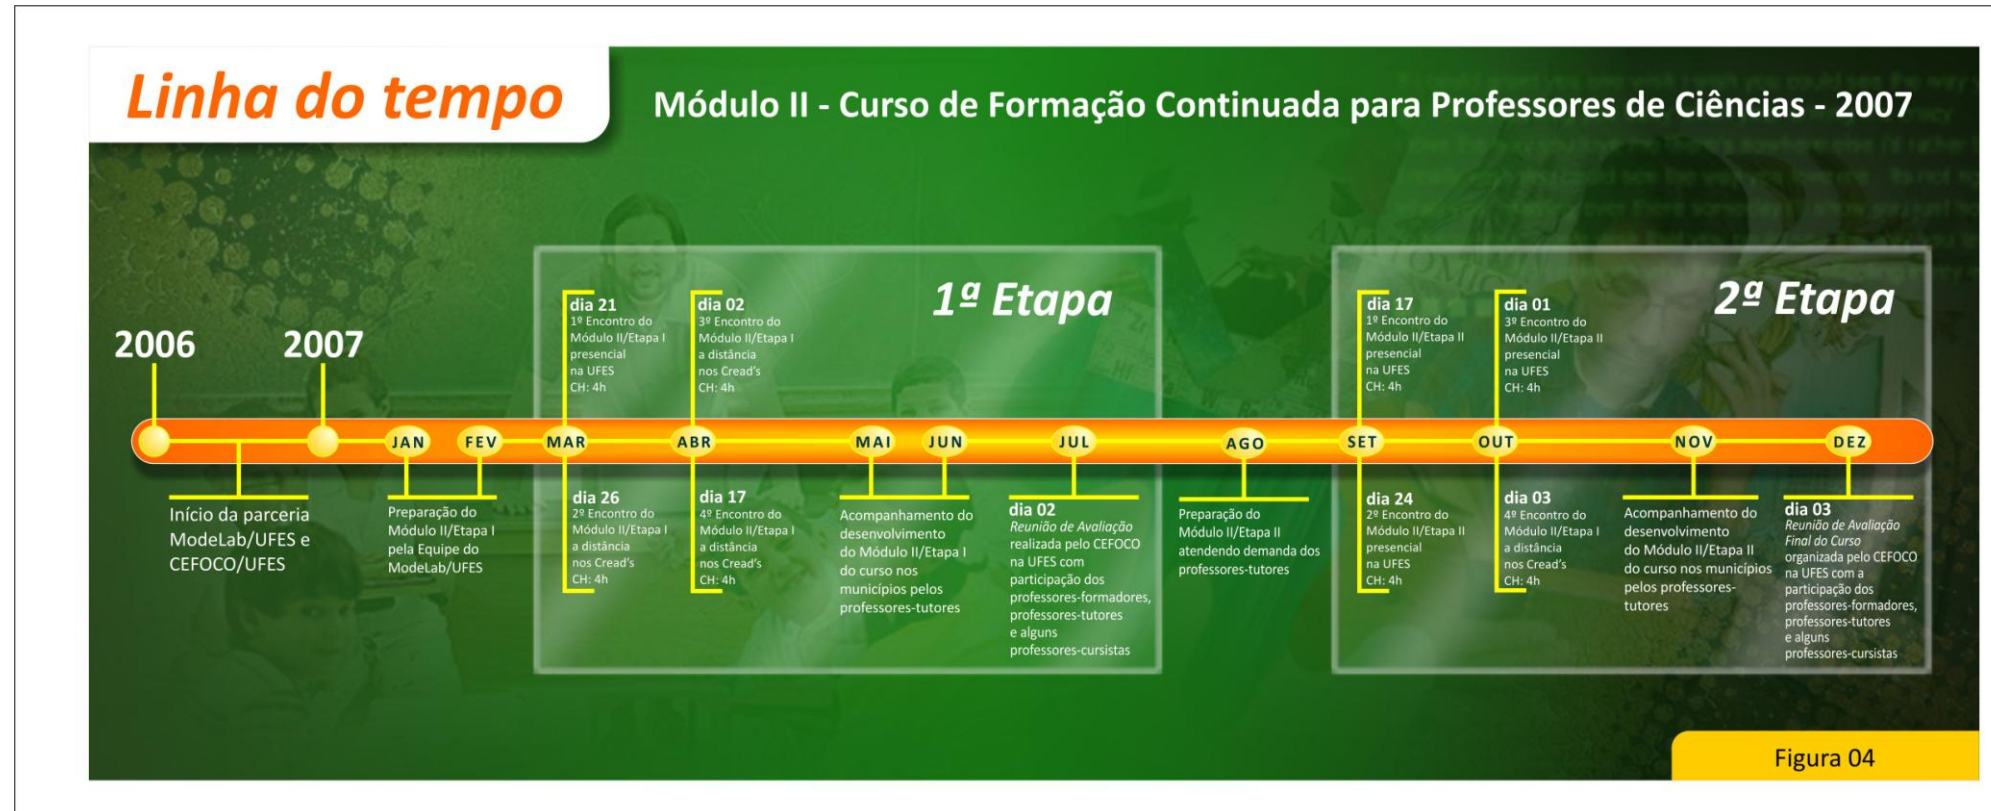 Linha do tempo
Módulo II - Curso de Formação Continuada para Professores de Ciências - 2007
1ª Etapa
2ª Etapa
2006
2007
dia 21
1º Encontro do
Módulo II/Etapa I
presencial
na UFES
CH: 4h
dia 02
3º Encontro do
Módulo II/Etapa I
a distância
nos Cread's
CH: 4h
dia 17
1º Encontro do
Módulo II/Etapa II
presencial
na UFES
CH: 4h
dia 01
3º Encontro do
Módulo II/Etapa II
presencial
na UFES
CH: 4h
JAN
FEV
MAR
ABR
MAI
JUN
JUL
AGO
SET
OUT
NOV
DEZ
Início da parceria
ModeLab/UFES e
CEFOCO/UFES
Preparação do
Módulo II/Etapa I
pela Equipe do
ModeLab/UFES
dia 26
2º Encontro do
Módulo II/Etapa I
a distância
nos Cread's
CH: 4h
dia 17
4º Encontro do
Módulo II/Etapa I
a distância
nos Cread's
CH: 4h
Acompanhamento do
desenvolvimento
do Módulo II/Etapa I
do curso nos
municípios pelos
professores-tutores
dia 02
Reunião de Avaliação
realizada pelo CEFOCO
na UFES com
participação dos
professores-formadores,
professores-tutores
e alguns
professores-cursistas
Preparação do
Módulo II/Etapa II
atendendo demanda dos
professores-tutores
dia 24
2º Encontro do
Módulo II/Etapa II
presencial
na UFES
CH: 4h
dia 03
4º Encontro do
Módulo II/Etapa I
a distância
nos Cread's
CH: 4h
Acompanhamento do
desenvolvimento
do Módulo II/Etapa II
do curso nos municípios
pelos professores-
tutores
dia 03
Reunião de Avaliação
Final do Curso
organizada pelo CEFOCO
na UFES com a
participação dos
professores-formadores,
professores-tutores
e alguns
professores-cursistas
Figura 04